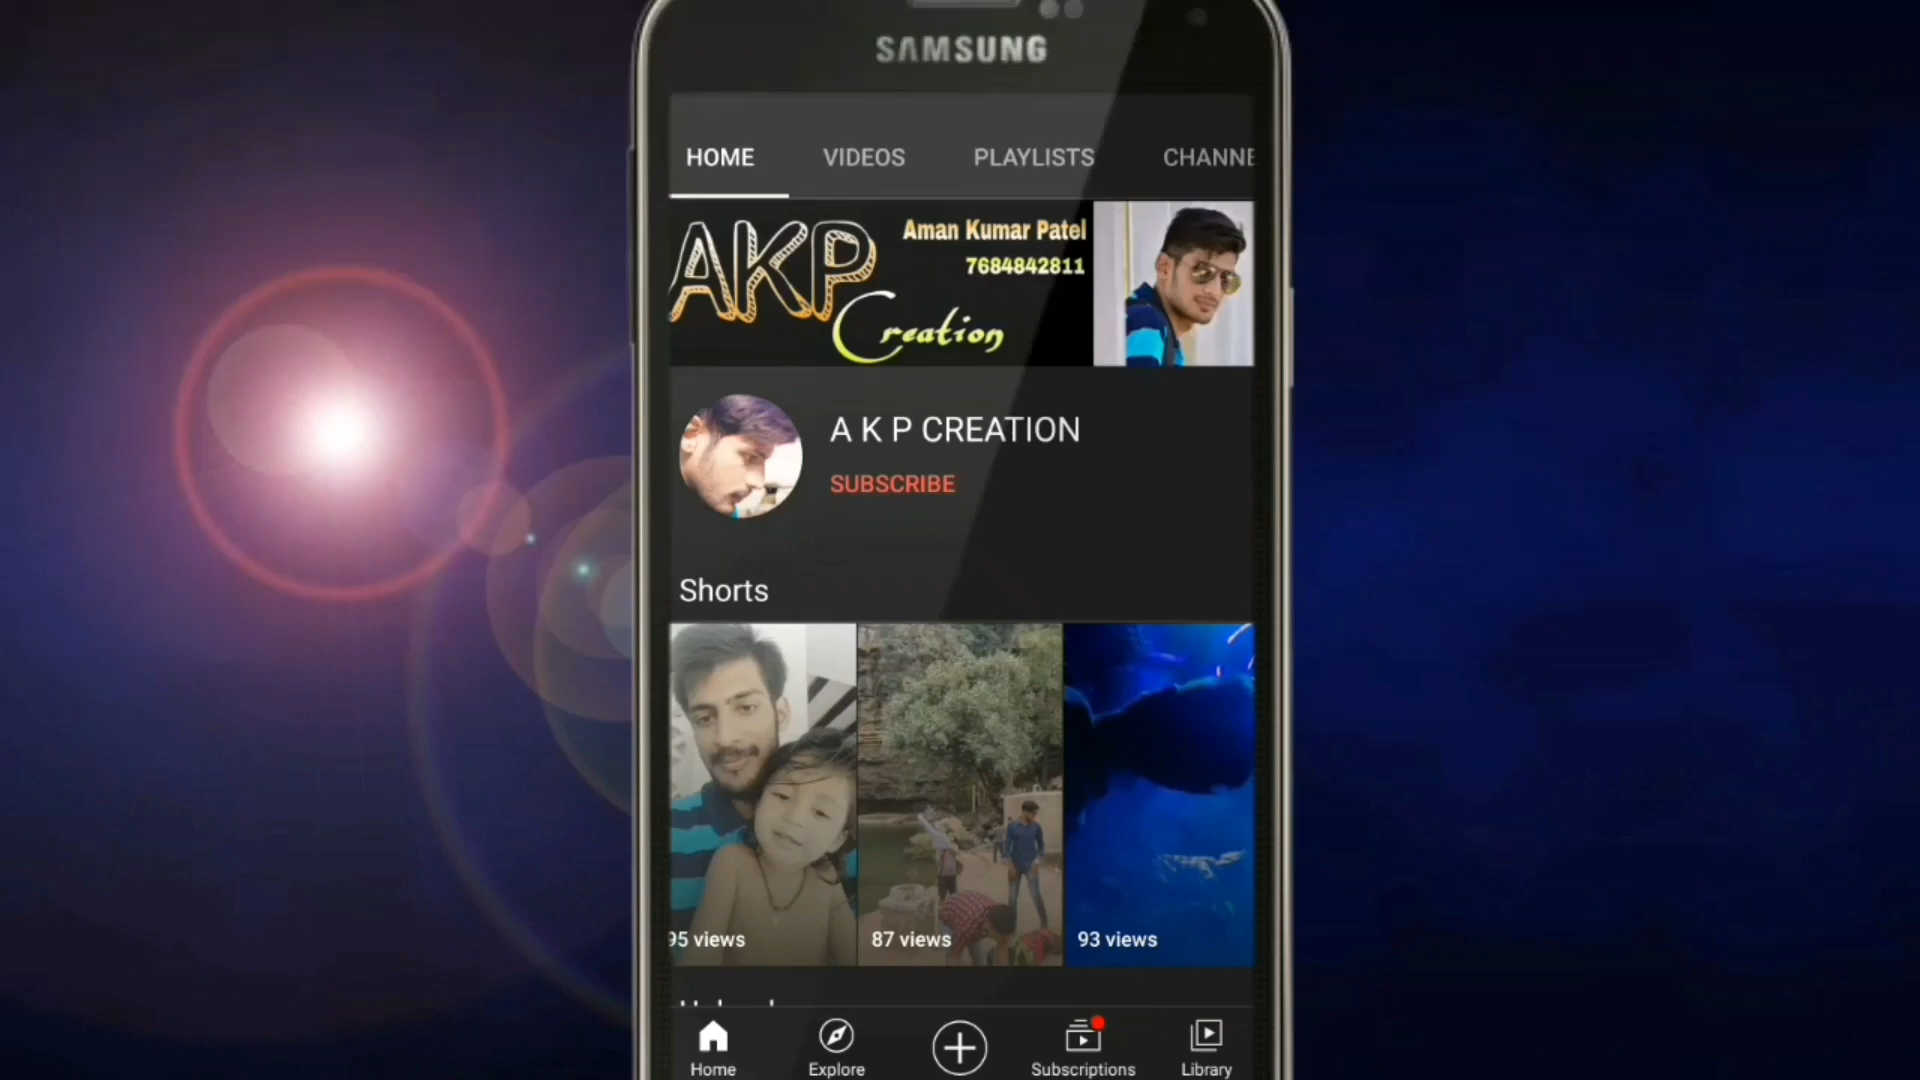 SAMSUNG
HOME VIDEOS PLAYLISTS CHANNE
AKP
Creation
Aman Kumar Patel
7684842811
A K P CREATION
SUBSCRIBE
Shorts
95 views 87 views 93 views
Home Explore Subscriptions Library